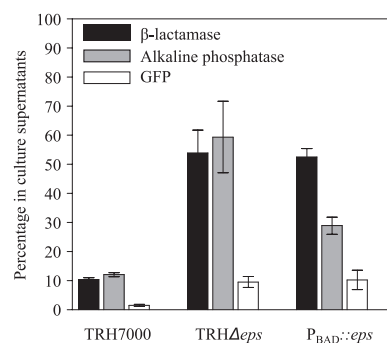 Percentage in culture supernatants
100
90
80
70
60
50
40
30
20
10
0
β-lactamase
Alkaline phosphatase
GFP
TRH7000 TRHΔeps PBAD::eps